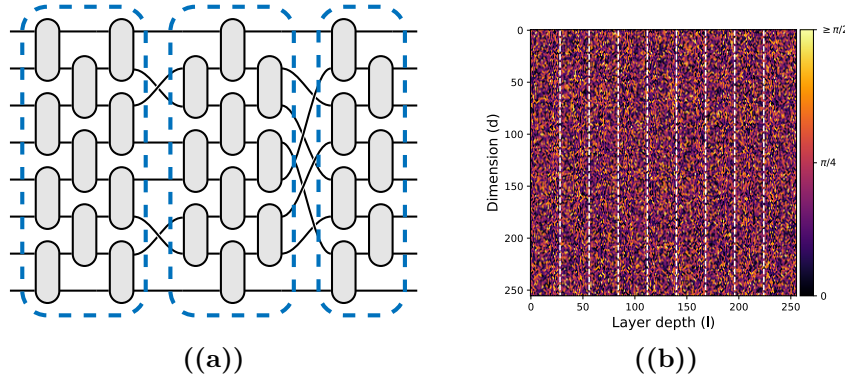 0
50
100
150
200
250
Dimension (d)
0 50 100 150 200 250
Layer depth (l)
≥ π/2
π/4
0
((a))
((b))